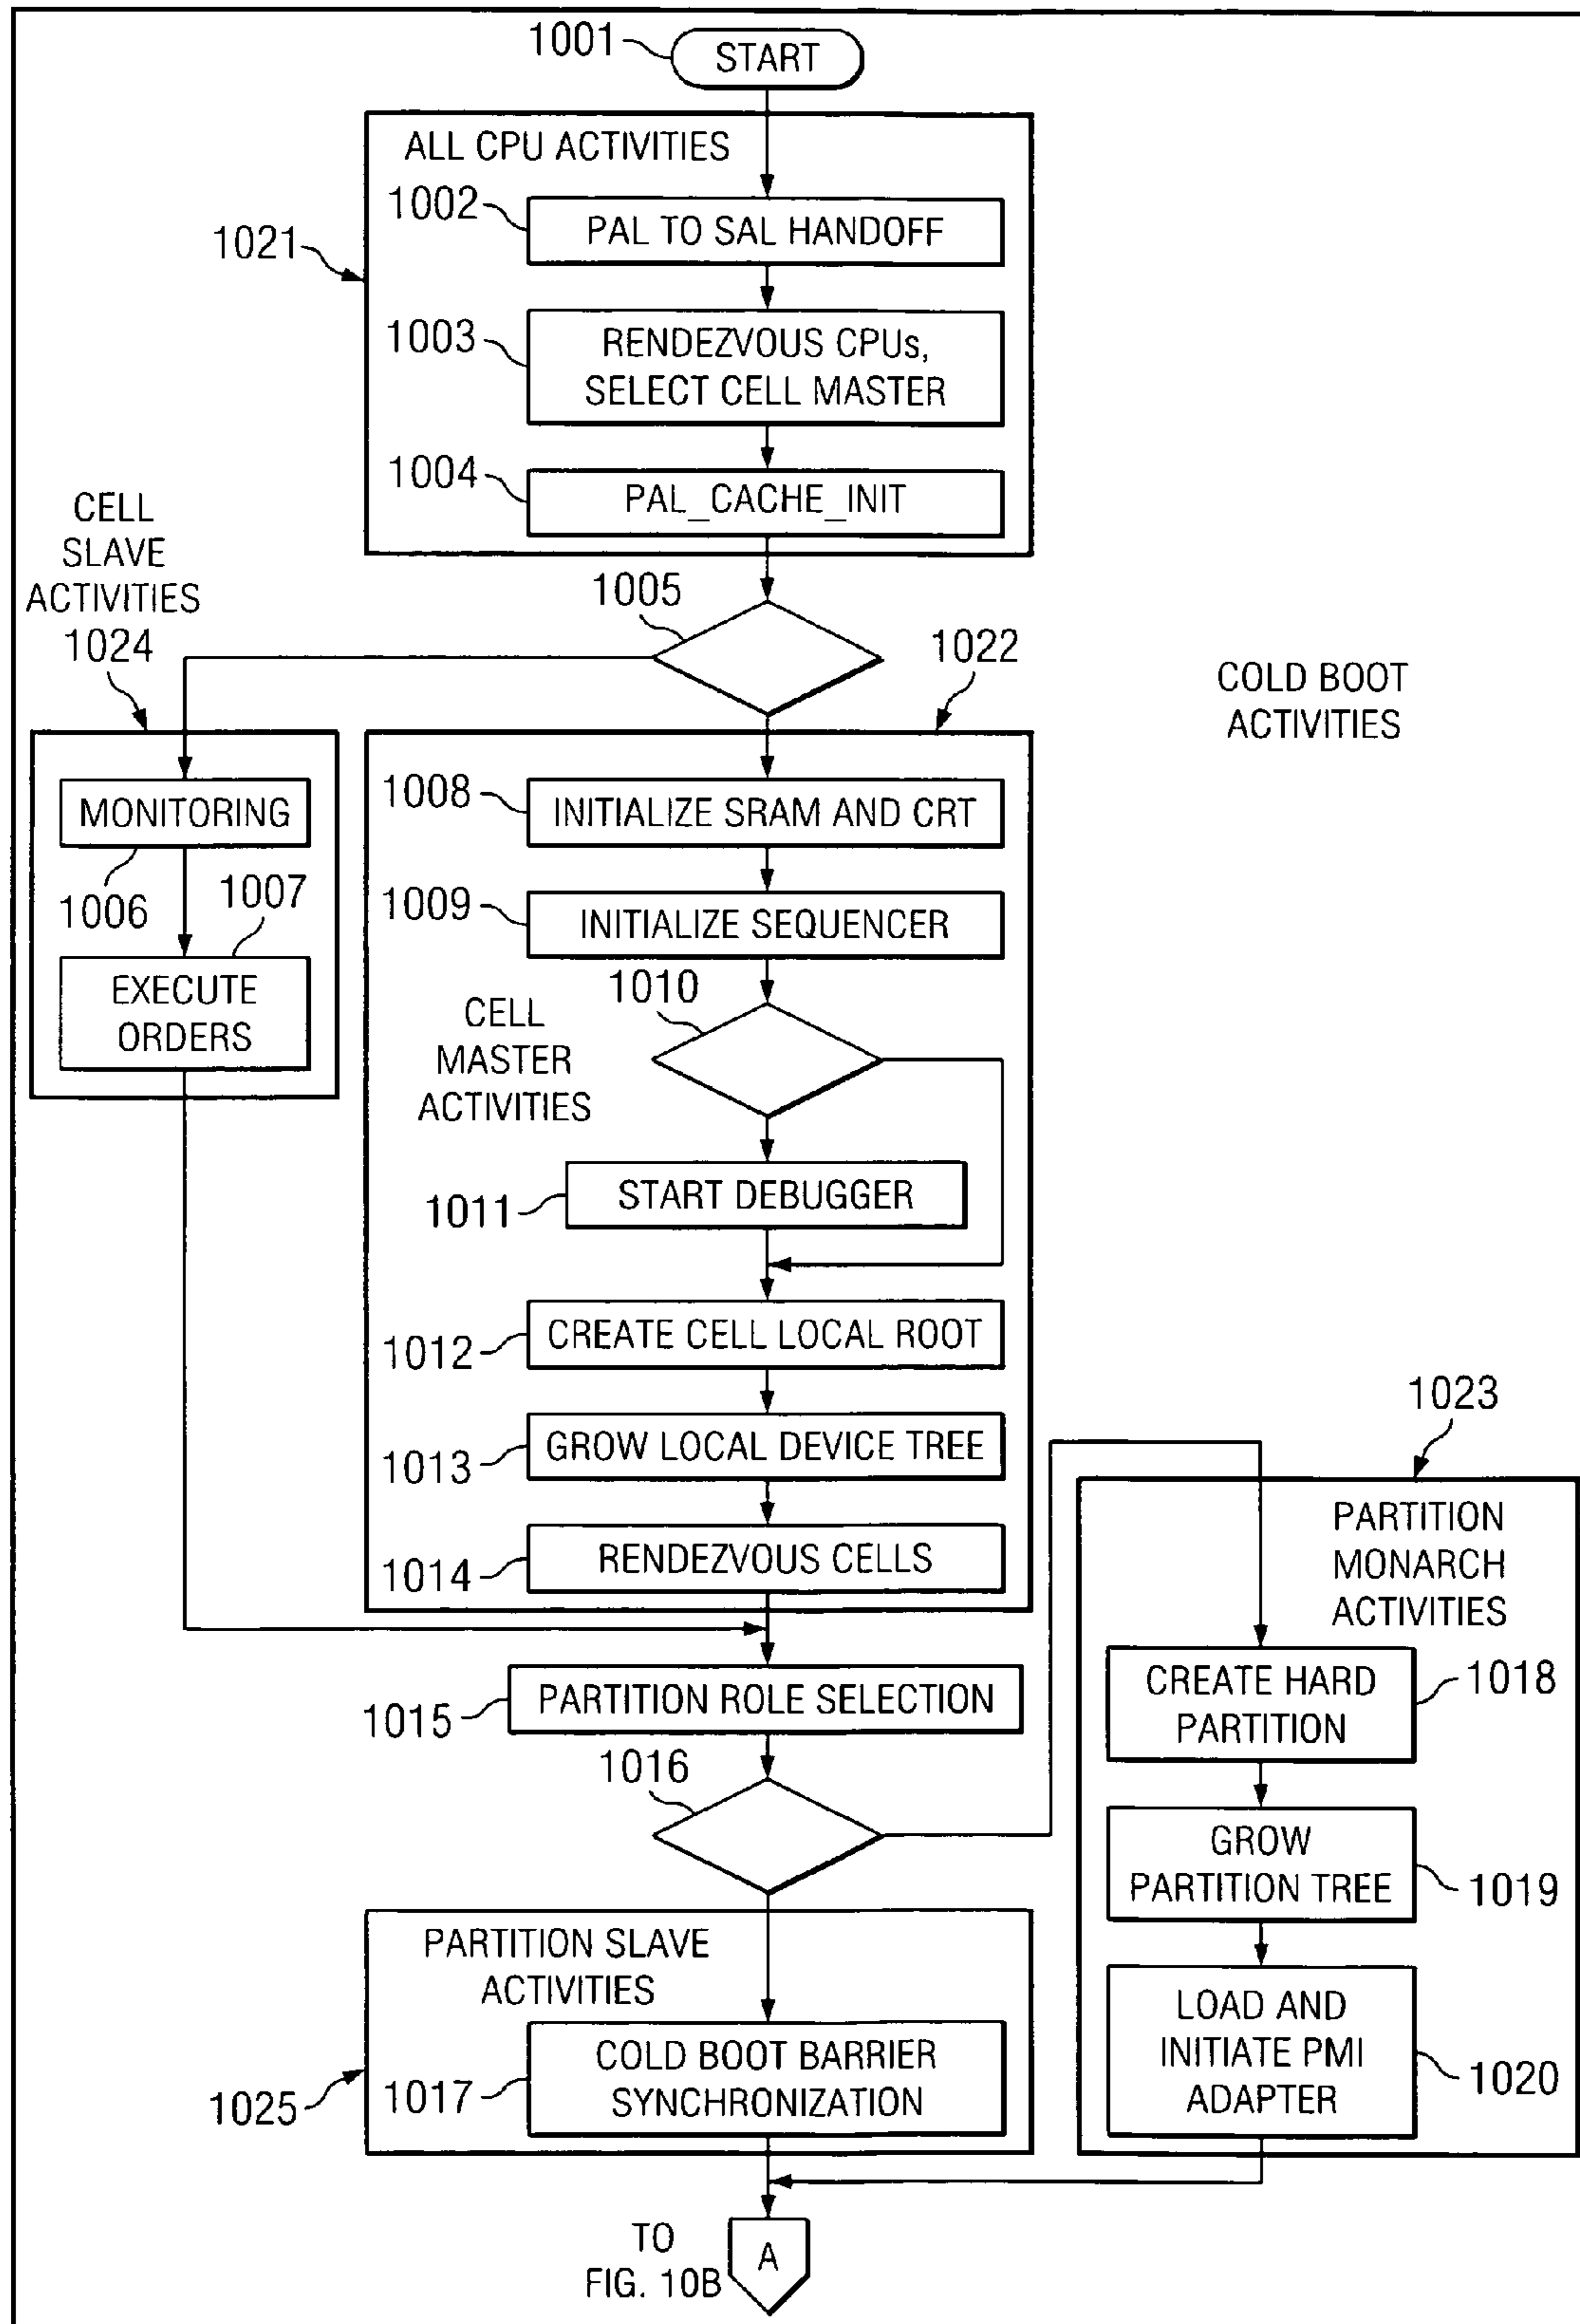 1001
START
ALL CPU ACTIVITIES
1002
PAL TO SAL HANDOFF
1021
1003
RENDEZVOUS CPUs,
SELECT CELL MASTER
1004
PAL_CACHE_INIT
CELL
SLAVE
ACTIVITIES
1024
1005
1022
COLD BOOT
ACTIVITIES
MONITORING
1006
1007
EXECUTE
ORDERS
1008
INITIALIZE SRAM AND CRT
1009
INITIALIZE SEQUENCER
1010
CELL
MASTER
ACTIVITIES
START DEBUGGER
1011
CREATE CELL LOCAL ROOT
1012
GROW LOCAL DEVICE TREE
1013
RENDEZVOUS CELLS
1014
1023
PARTITION
MONARCH
ACTIVITIES
PARTITION ROLE SELECTION
1015
1016
CREATE HARD
PARTITION
1018
GROW
PARTITION TREE
1019
LOAD AND
INITIATE PMI
ADAPTER
1020
PARTITION SLAVE
ACTIVITIES
COLD BOOT BARRIER
SYNCHRONIZATION
1017
1025
TO
FIG. 10B
A